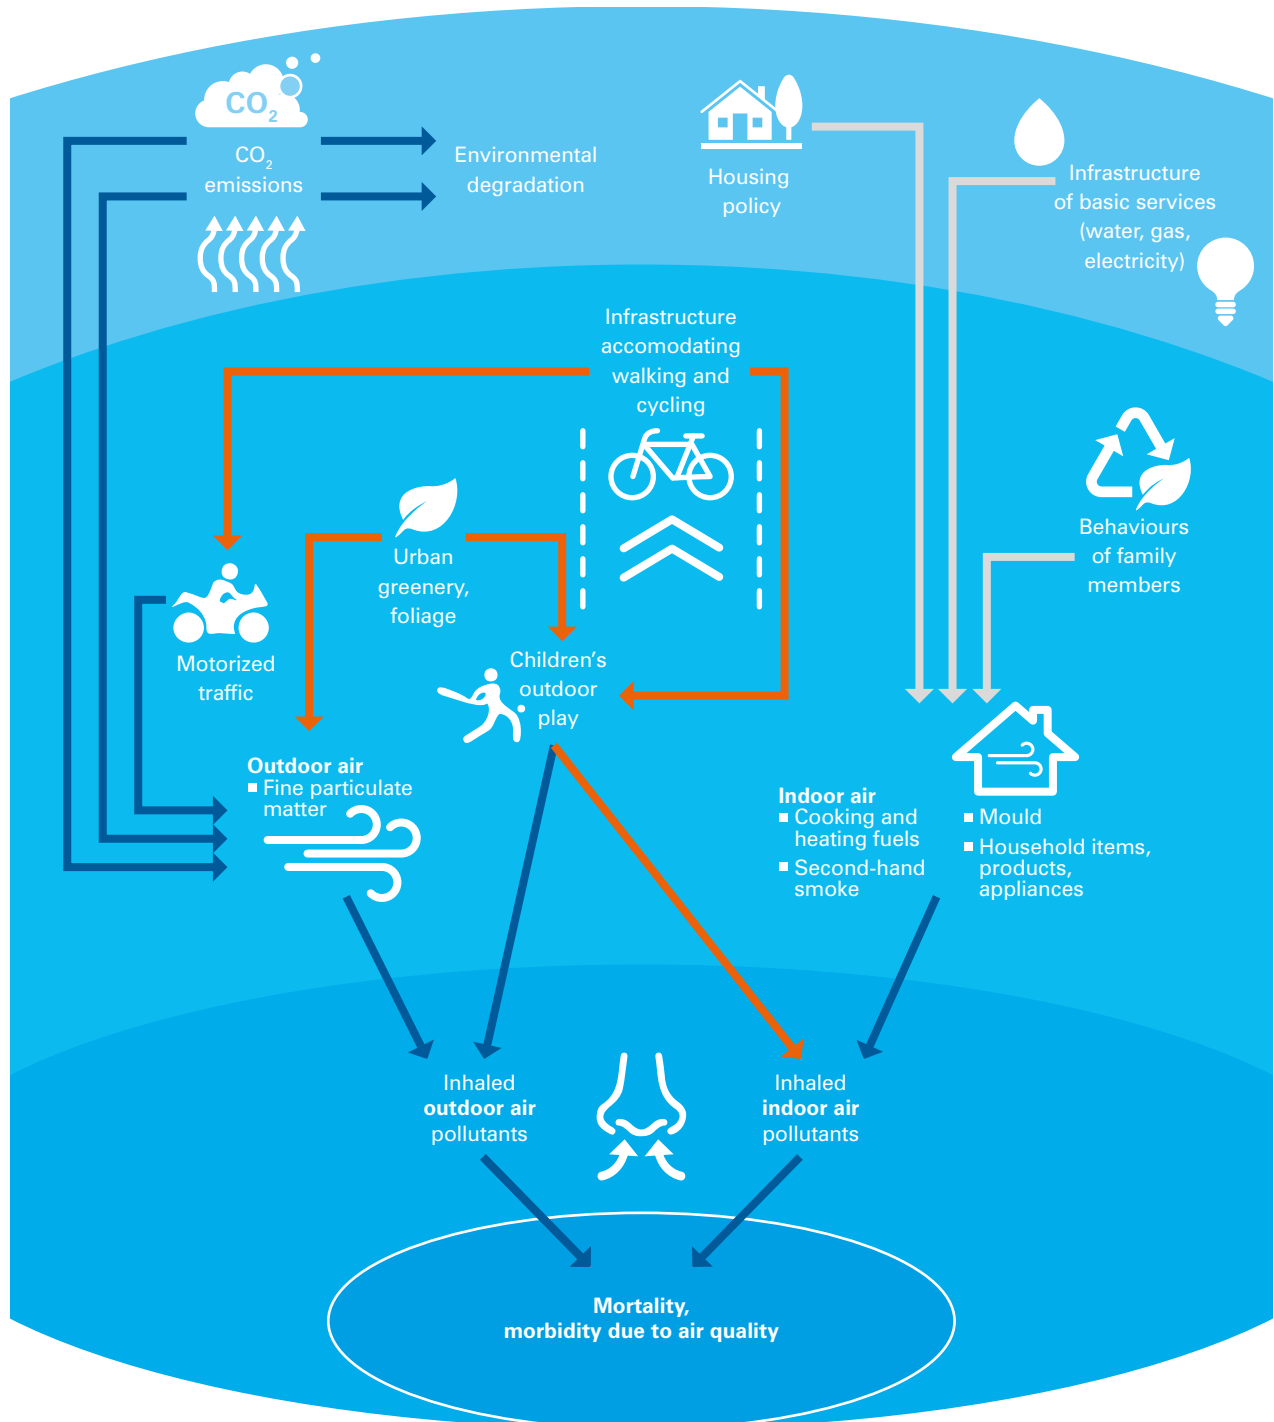 CO2
CO2
emissions
Environmental
degradation
Housing
policy
Infrastructure
of basic services
(water, gas,
electricity)
Infrastructure
accomodating
walking and
cycling
Urban
greenery,
foliage
Behaviours
of family
members
Motorized
traffic
Children’s
outdoor
play
Outdoor air
Fine particulate
matter
Indoor air
Cooking and
heating fuels
Second-hand
smoke
Mould
Household items,
products,
appliances
Inhaled
outdoor air
pollutants
Inhaled
indoor air
pollutants
Mortality,
morbidity due to air quality